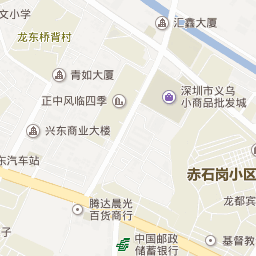 文小学
汇鑫大厦
龙东桥背村
青如大厦
深圳市义乌
小商品批发城
正中风临四季
兴东商业大楼
东汽车站
赤石岗小区
龙都宾
腾达晨光
百货商行
子
中国邮政
储蓄银行
基督教